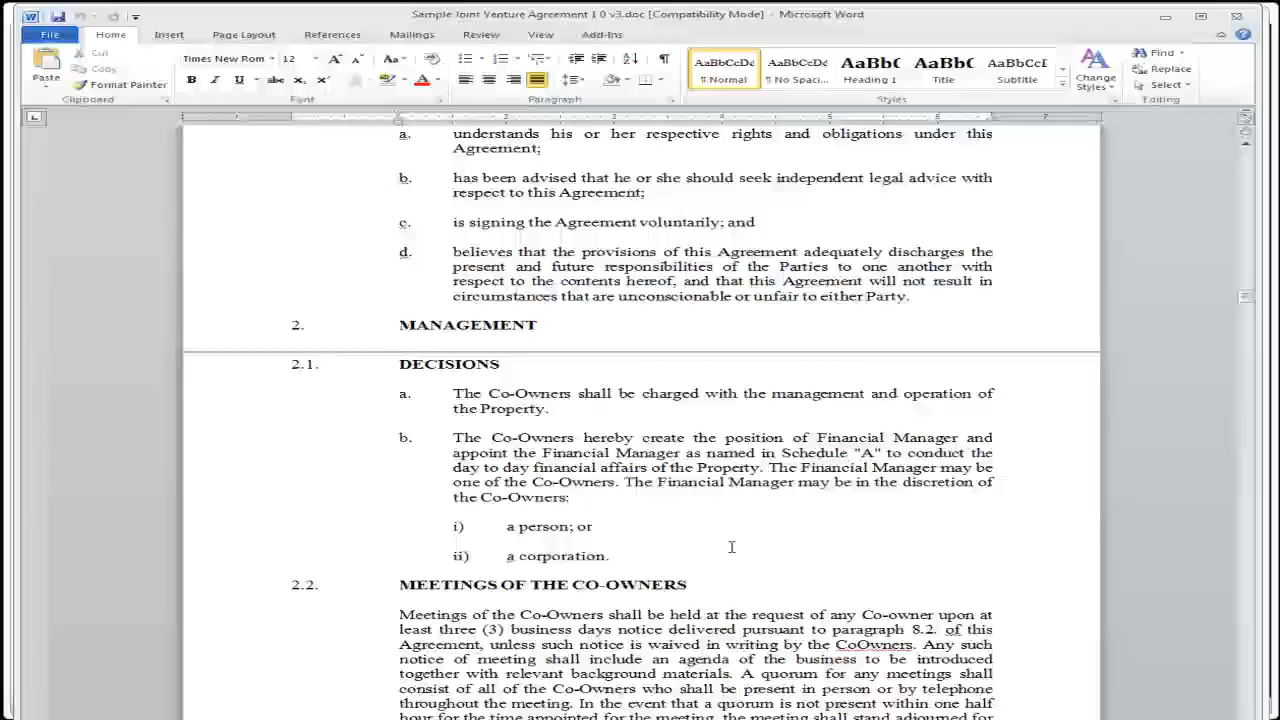 Sample Joint Venture Agreement 1 0 v3.doc [Compatibility Mode] - Microsoft Word
File Home Insert Page Layout References Mailings Review View Add-Ins
Paste Cut Copy Format Painter
Times New Rom 12
AaBbCcDc AaBbCcDc AaBbC AaBbC AaBbCcI
¶ Normal ¶ No Spaci... Heading 1 Title Subtitle
Change Styles
Find Replace Select
Clipboard Font Paragraph Styles Editing
a. understands his or her respective rights and obligations under this
Agreement;
b. has been advised that he or she should seek independent legal advice with
respect to this Agreement;
c. is signing the Agreement voluntarily; and
d. believes that the provisions of this Agreement adequately discharges the
present and future responsibilities of the Parties to one another with
respect to the contents hereof, and that this Agreement will not result in
circumstances that are unconscionable or unfair to either Party.
2. MANAGEMENT
2.1. DECISIONS
a. The Co-Owners shall be charged with the management and operation of
the Property.
b. The Co-Owners hereby create the position of Financial Manager and
appoint the Financial Manager as named in Schedule "A" to conduct the
day to day financial affairs of the Property. The Financial Manager may be
one of the Co-Owners. The Financial Manager may be in the discretion of
the Co-Owners:
i) a person; or
ii) a corporation.
2.2. MEETINGS OF THE CO-OWNERS
Meetings of the Co-Owners shall be held at the request of any Co-owner upon at
least three (3) business days notice delivered pursuant to paragraph 8.2. of this
Agreement, unless such notice is waived in writing by the CoOwners. Any such
notice of meeting shall include an agenda of the business to be introduced
together with relevant background materials. A quorum for any meetings shall
consist of all of the Co-Owners who shall be present in person or by telephone
throughout the meeting. In the event that a quorum is not present within one half
hour for the time appointed for the meeting, the meeting shall stand adjourned for